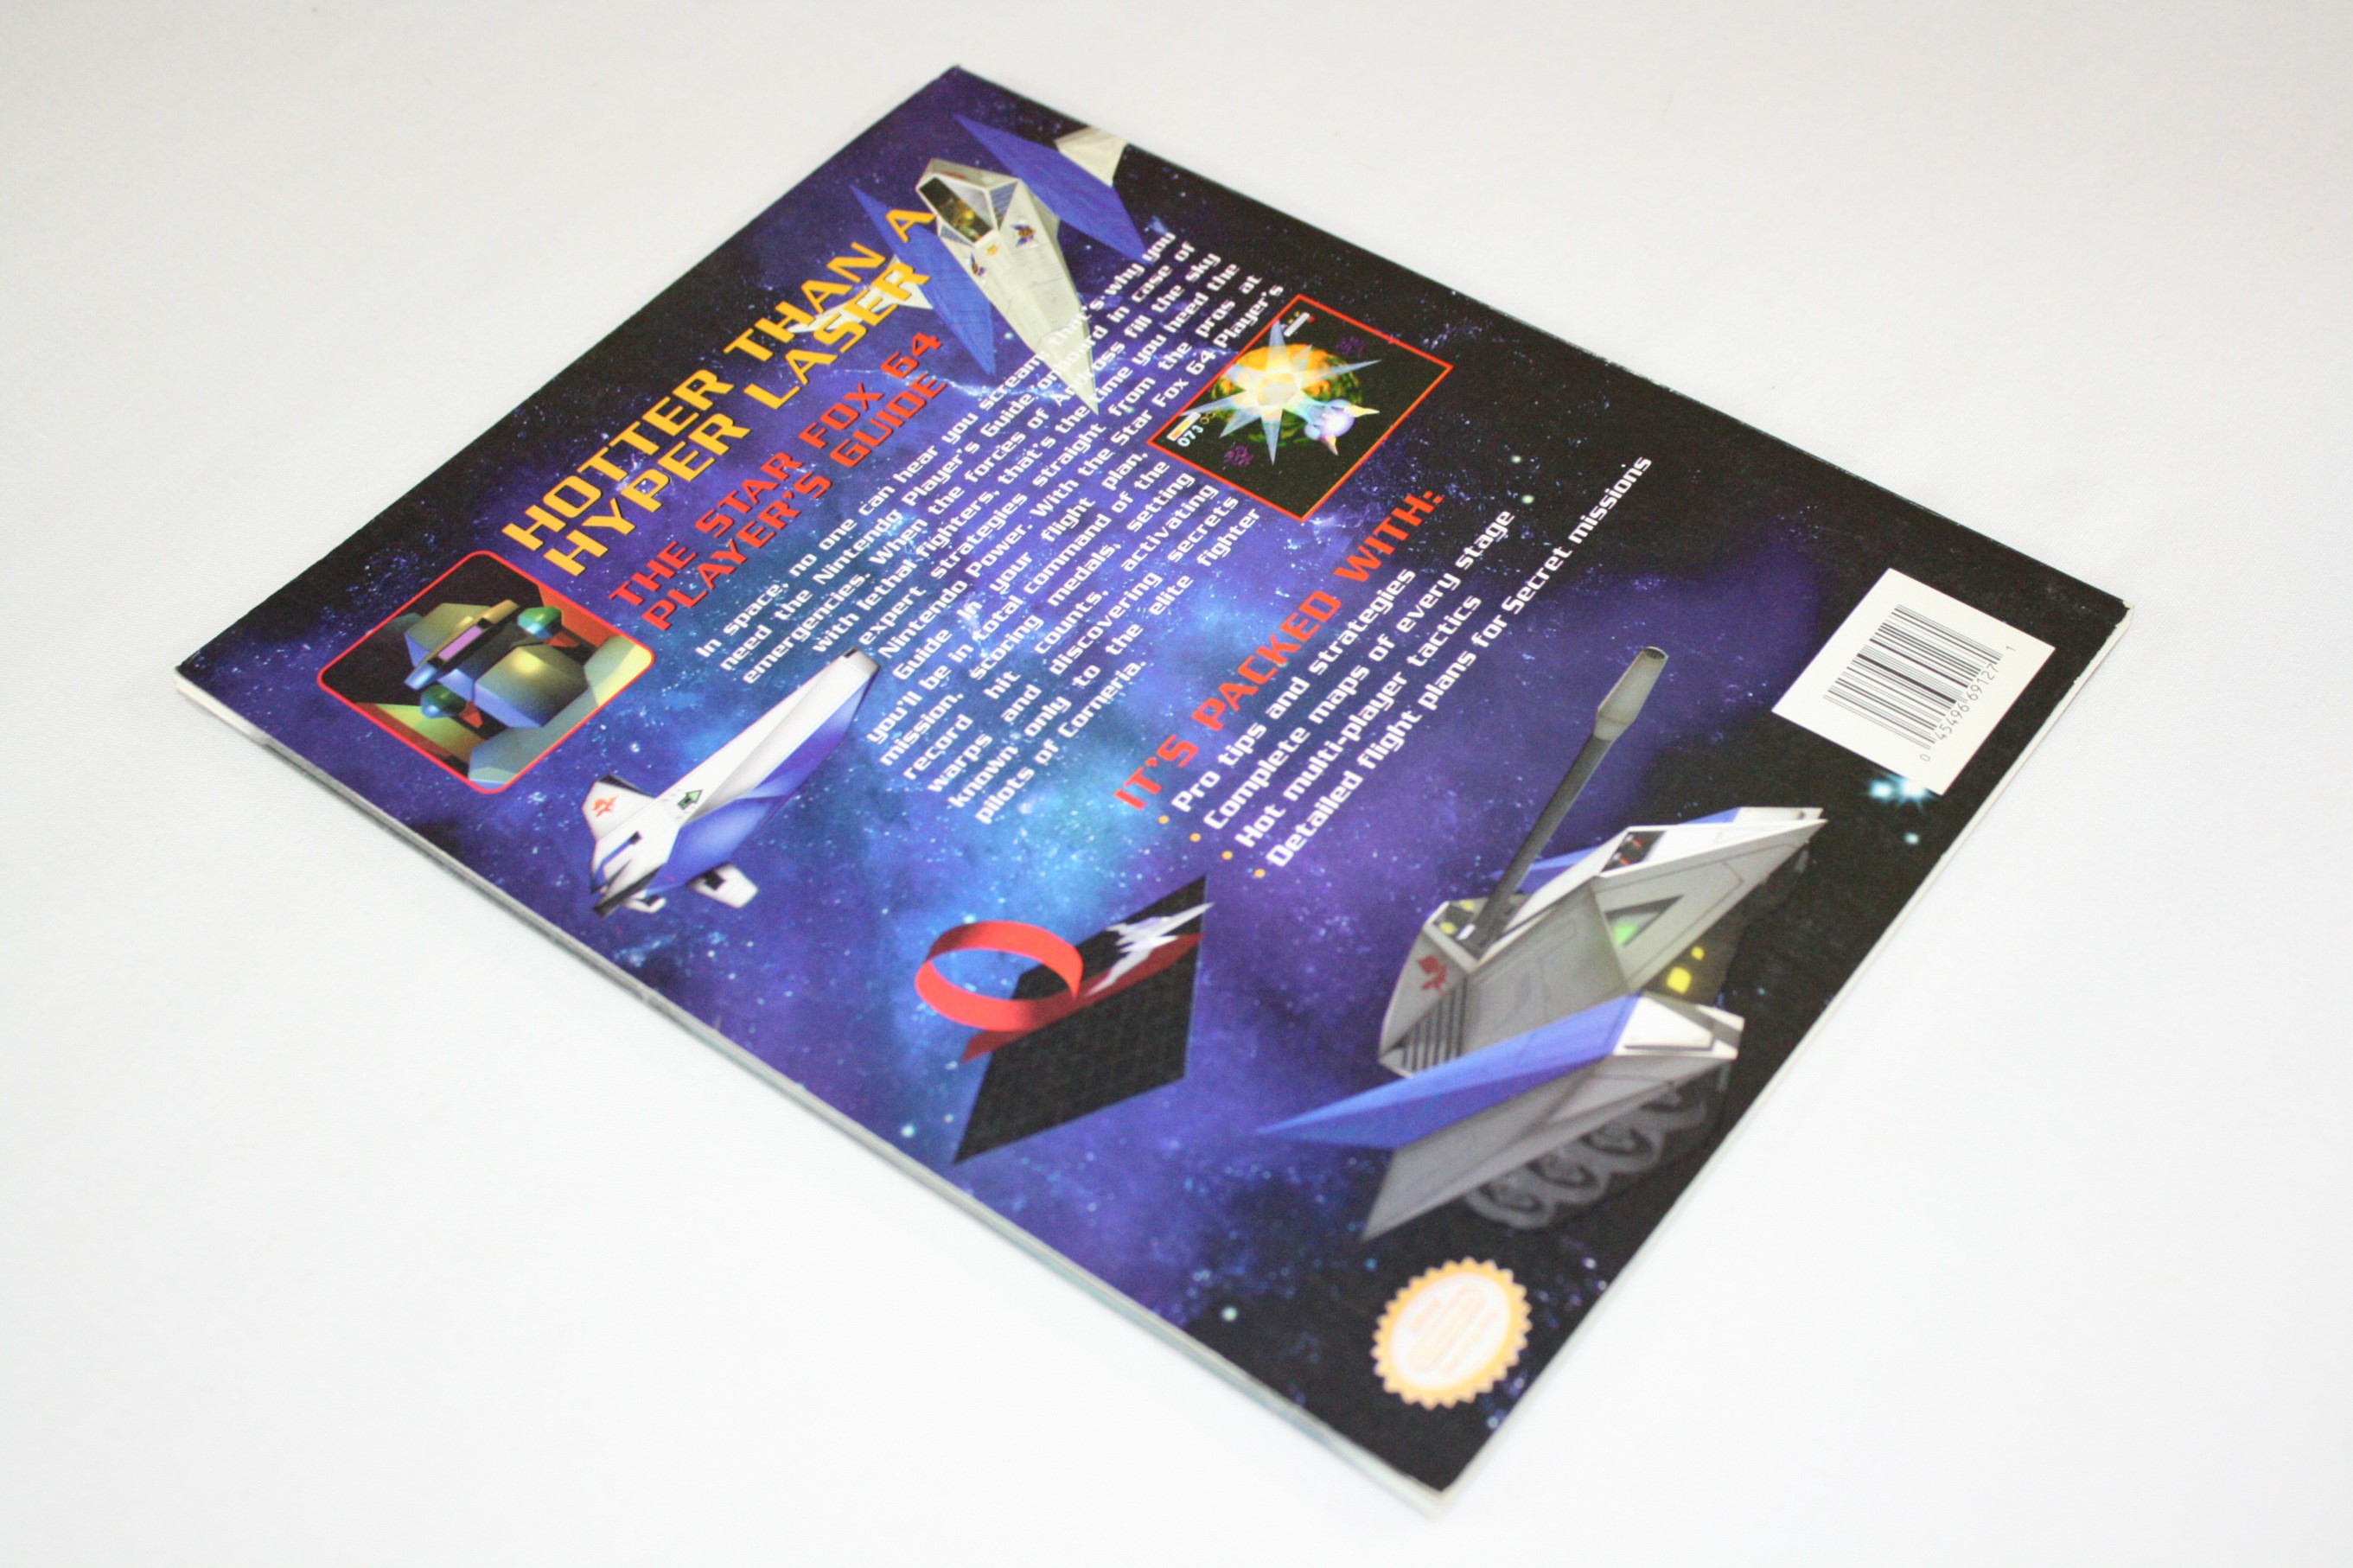 HOTTER THAN A
HYPER LASER
THE STAR FOX 64
PLAYER'S GUIDE
In space, no one can hear you scream, that's why you
need the Nintendo Player's Guide on board in case of
emergencies. When the forces of Andross fill the sky
with lethal fighters, that's the time you need the
expert strategies straight from the pros at
Nintendo Power. With the Star Fox 64 Player's
Guide in your flight plan,
you'll be in total command of the
mission, scoring medals, setting
record hit counts, activating
warps and discovering secrets
known only to the elite fighter
pilots of Corneria.
073
IT'S PACKED WITH:
• Pro tips and strategies
• Complete maps of every stage
• Hot multi-player tactics
• Detailed flight plans for Secret missions
0 45496 69127 1